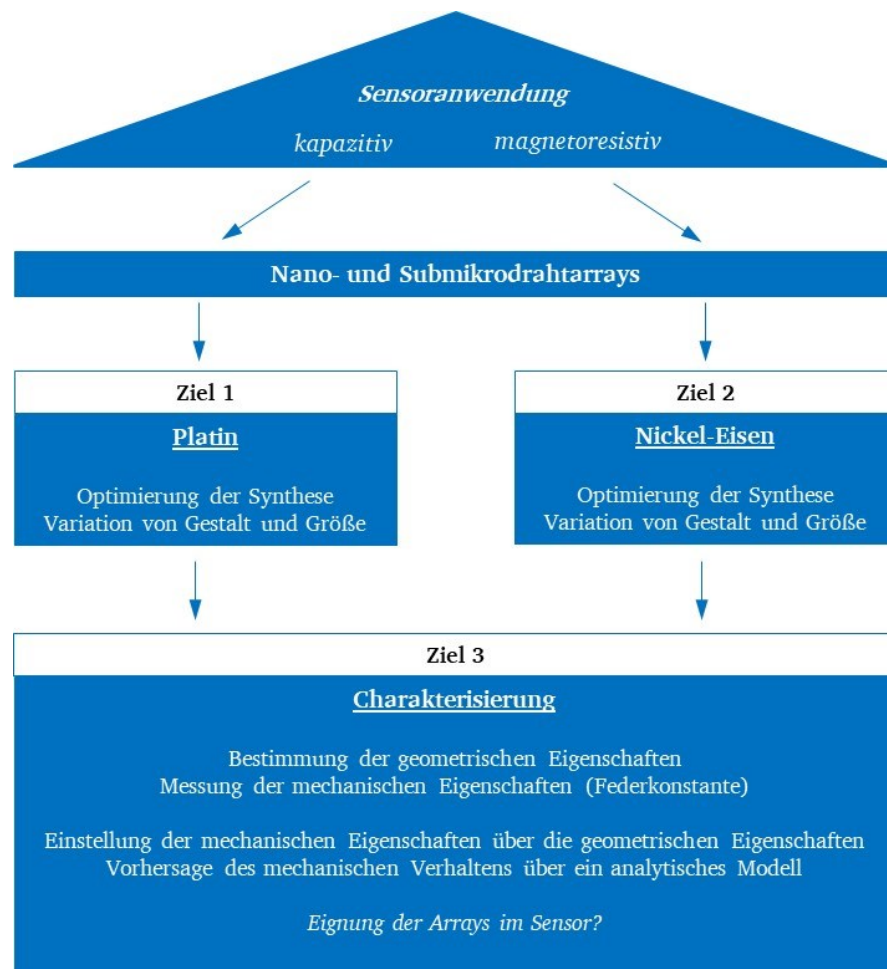 Sensoranwendung
kapazitiv magnetoresistiv
Nano- und Submikrodrahtarrays
Ziel 1
Platin
Optimierung der Synthese
Variation von Gestalt und Größe
Ziel 2
Nickel-Eisen
Optimierung der Synthese
Variation von Gestalt und Größe
Ziel 3
Charakterisierung
Bestimmung der geometrischen Eigenschaften
Messung der mechanischen Eigenschaften (Federkonstante)
Einstellung der mechanischen Eigenschaften über die geometrischen Eigenschaften
Vorhersage des mechanischen Verhaltens über ein analytisches Modell
Eignung der Arrays im Sensor?